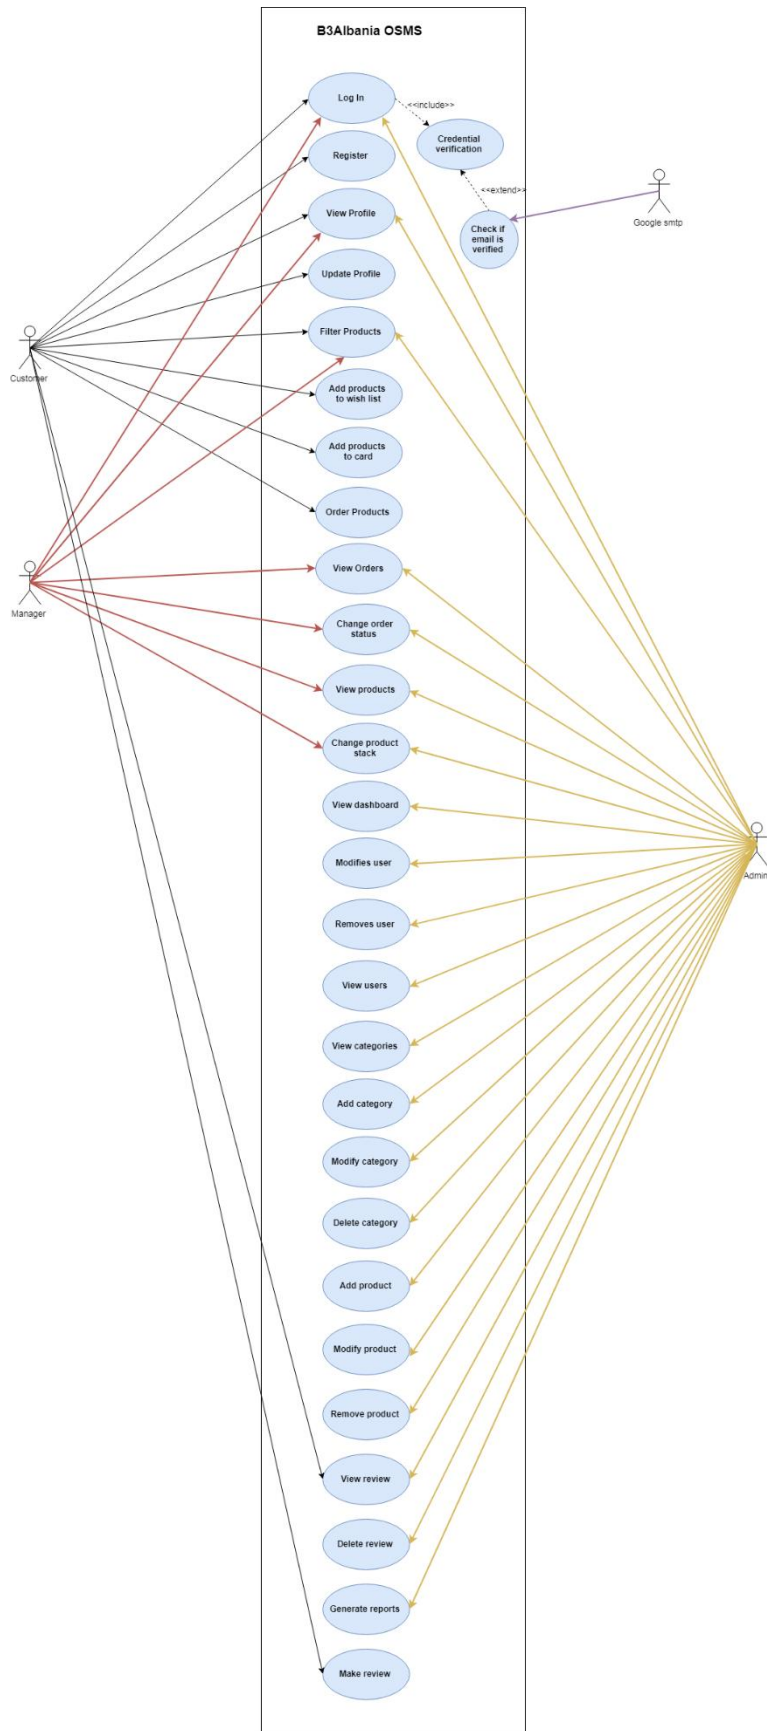 B3Albania OSMS
Log In
<<include>>
Credential
verification
Register
<<extend>>
View Profile
Google smtp
Check if
email is
verified
Update Profile
Filter Products
Customer
Add products
to wish list
Add products
to card
Order Products
View Orders
Manager
Change order
status
View products
Change product
stack
View dashboard
Modifies user
Admin
Removes user
View users
View categories
Add category
Modify category
Delete category
Add product
Modify product
Remove product
View review
Delete review
Generate reports
Make review